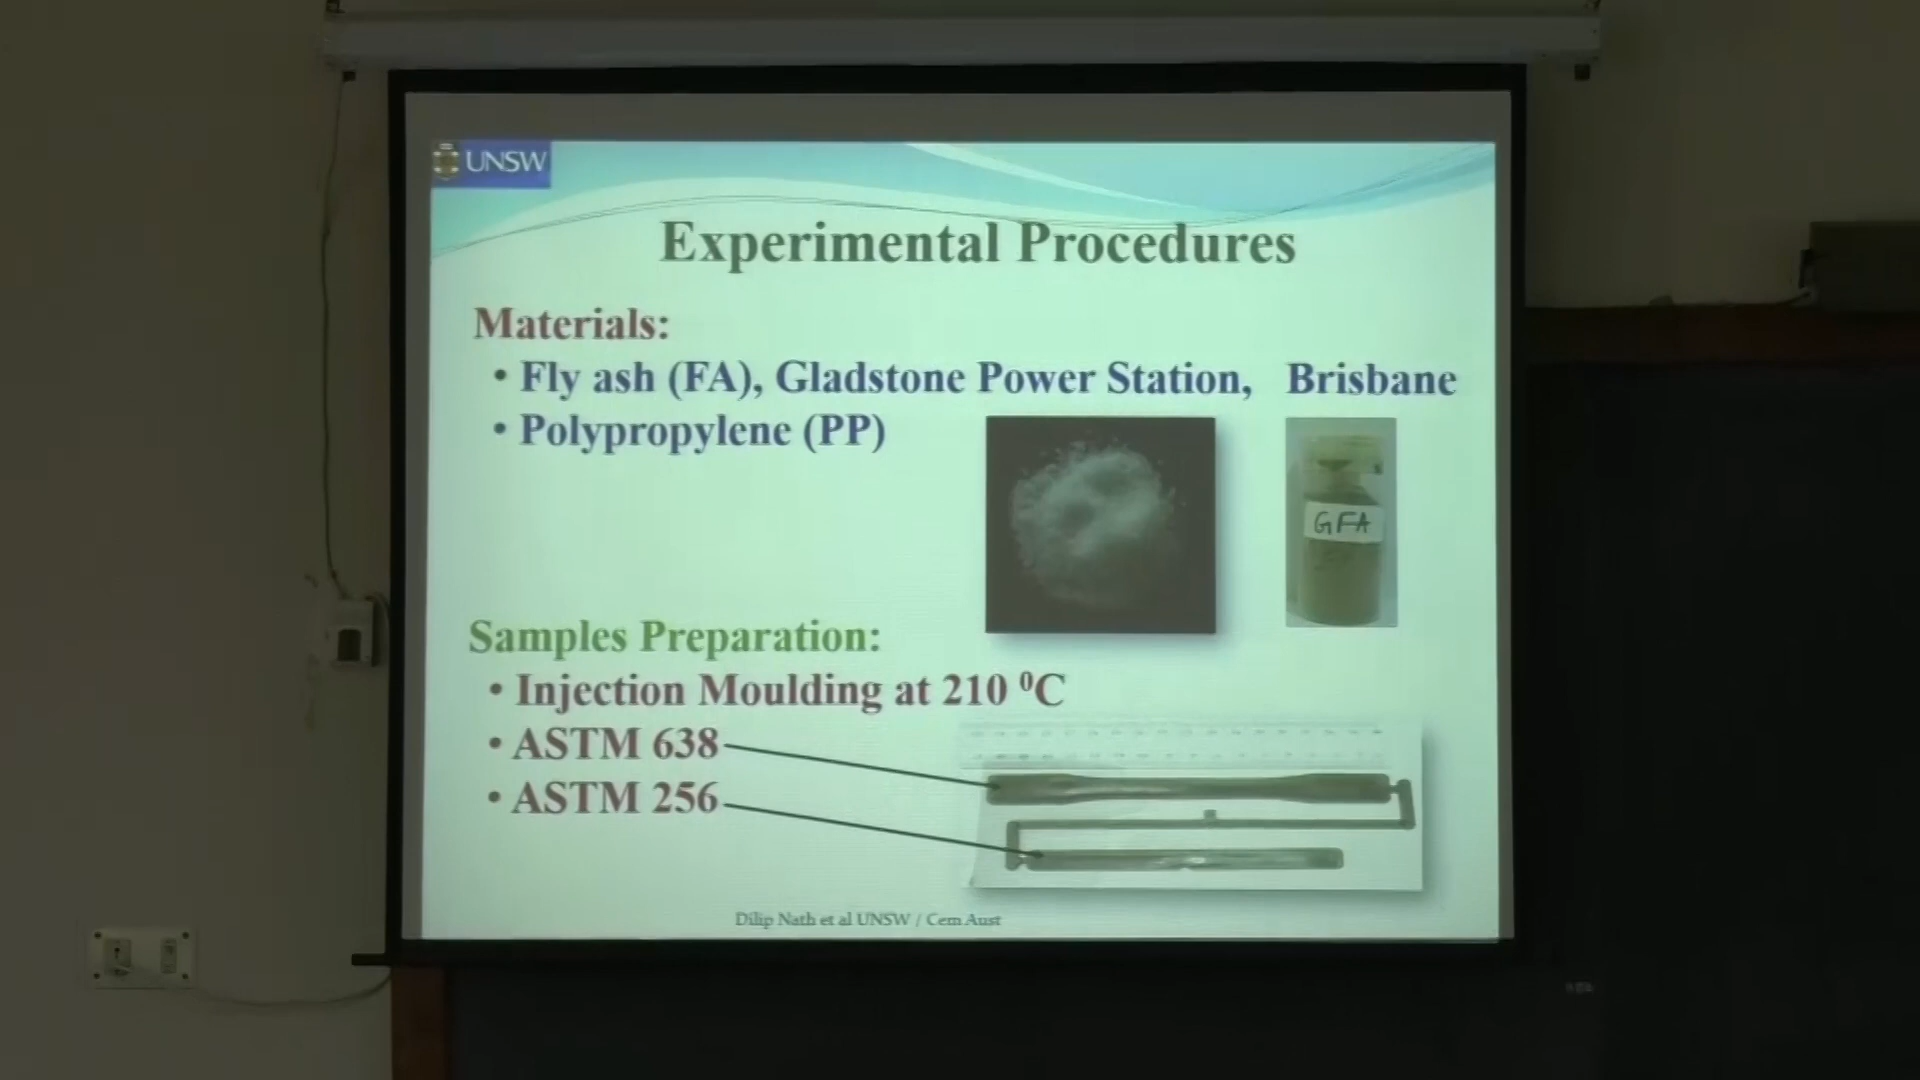 UNSW
Experimental Procedures
Materials:
• Fly ash (FA), Gladstone Power Station, Brisbane
• Polypropylene (PP)
GFA
Samples Preparation:
• Injection Moulding at 210 ⁰C
• ASTM 638
• ASTM 256
Dilip Nath et al UNSW / Cem Aust